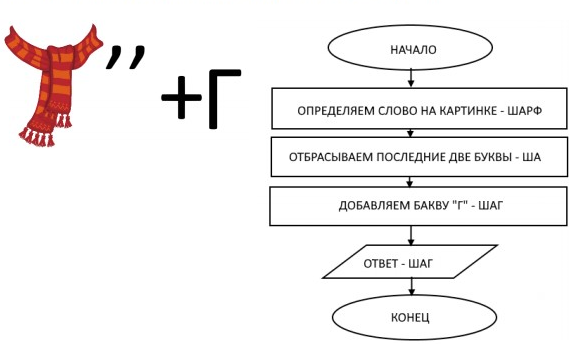 ,, +Г
НАЧАЛО
ОПРЕДЕЛЯЕМ СЛОВО НА КАРТИНКЕ - ШАРФ
ОТБРАСЫВАЕМ ПОСЛЕДНИЕ ДВЕ БУКВЫ - ША
ДОБАВЛЯЕМ БАКВУ "Г" - ШАГ
ОТВЕТ - ШАГ
КОНЕЦ